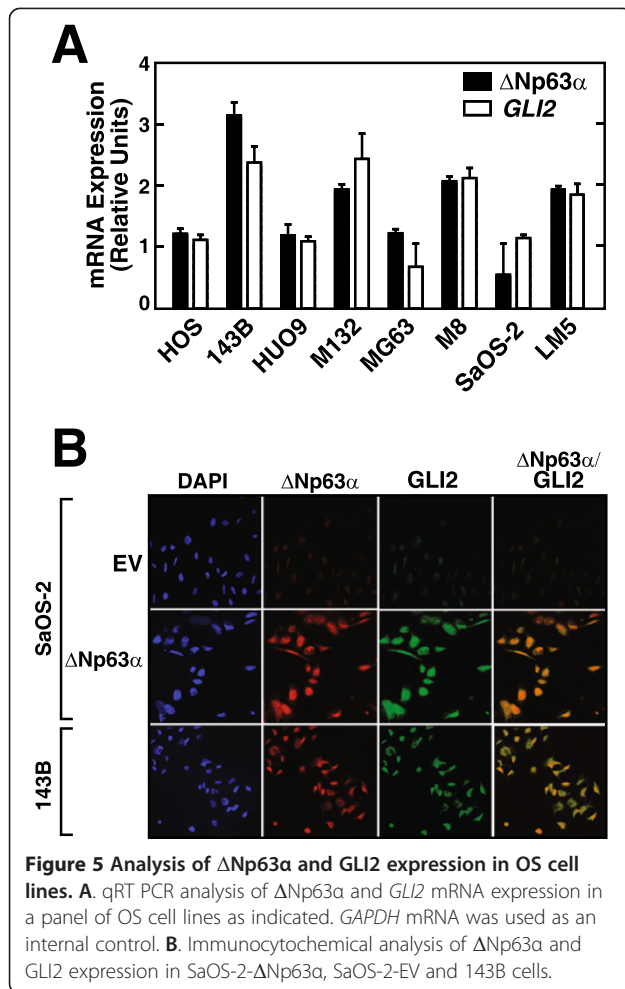 A
mRNA Expression
(Relative Units)
4
3
2
1
0
ΔNp63α
GLI2
HOS
143B
HUO9
M132
MG63
M8
SaOS-2
LM5
B
DAPI
ΔNp63α
GLI2
ΔNp63α/
GLI2
SaOS-2
EV
ΔNp63α
143B
Figure 5 Analysis of ΔNp63α and GLI2 expression in OS cell
lines. A. qRT PCR analysis of ΔNp63α and GLI2 mRNA expression in
a panel of OS cell lines as indicated. GAPDH mRNA was used as an
internal control. B. Immunocytochemical analysis of ΔNp63α and
GLI2 expression in SaOS-2-ΔNp63α, SaOS-2-EV and 143B cells.